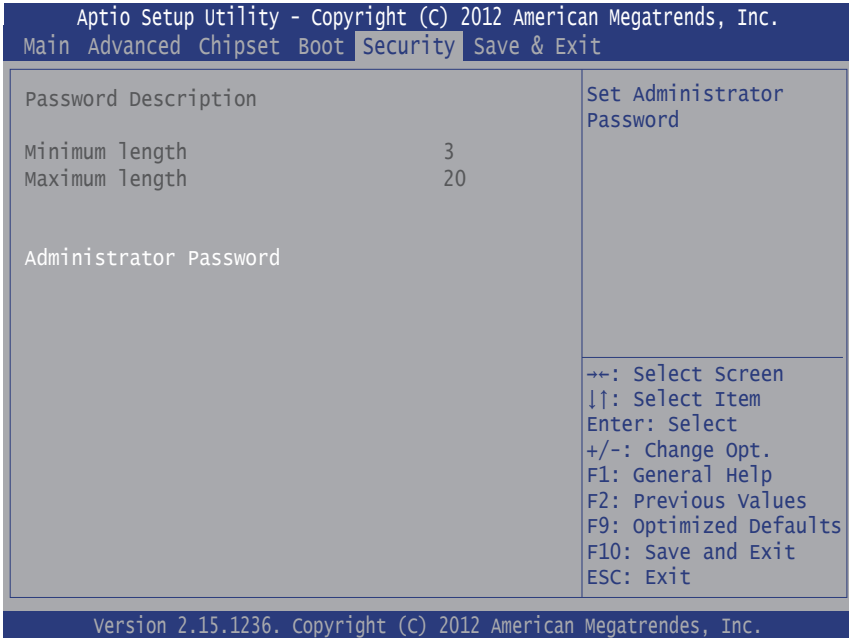 Aptio Setup Utility - Copyright (C) 2012 American Megatrends, Inc.
Main Advanced Chipset Boot Security Save & Exit
Password Description
Minimum length 3
Maximum length 20
Administrator Password
Set Administrator
Password
→←: Select Screen
↓↑: Select Item
Enter: Select
+/-: Change Opt.
F1: General Help
F2: Previous Values
F9: Optimized Defaults
F10: Save and Exit
ESC: Exit
Version 2.15.1236. Copyright (C) 2012 American Megatrendes, Inc.